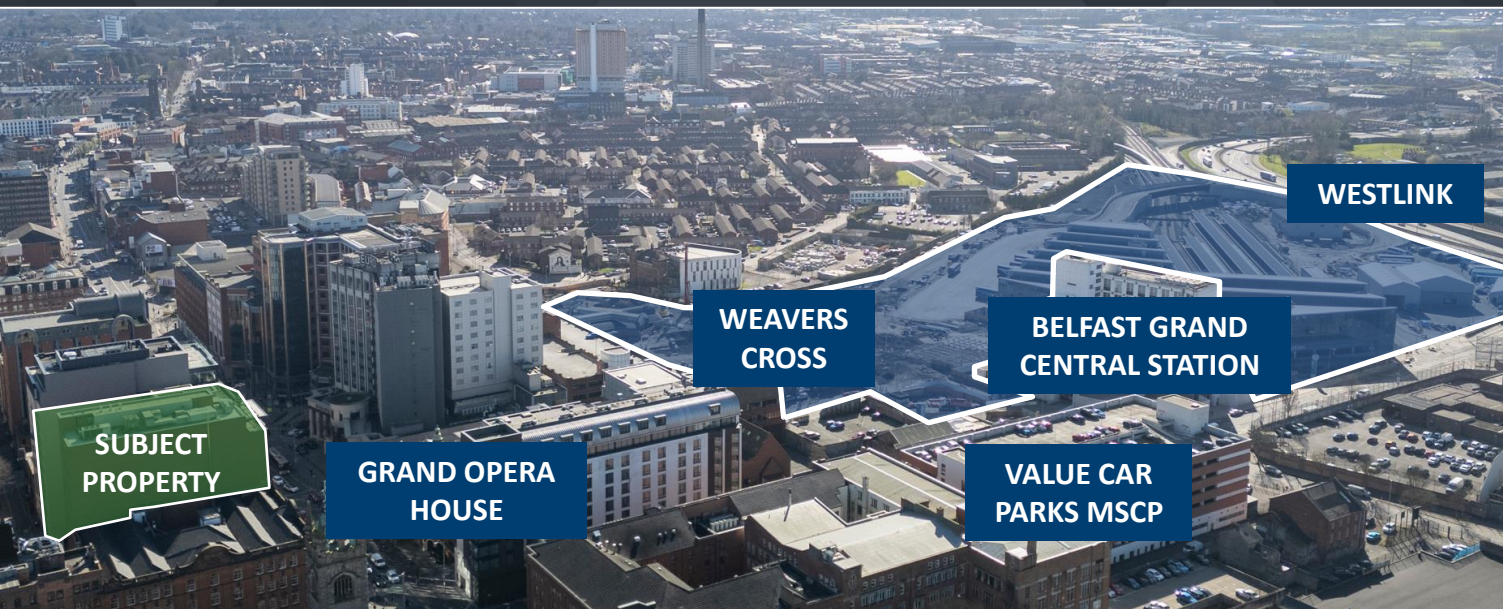 WESTLINK
WEAVERS
CROSS
BELFAST GRAND
CENTRAL STATION
SUBJECT
PROPERTY
GRAND OPERA
HOUSE
VALUE CAR
PARKS MSCP